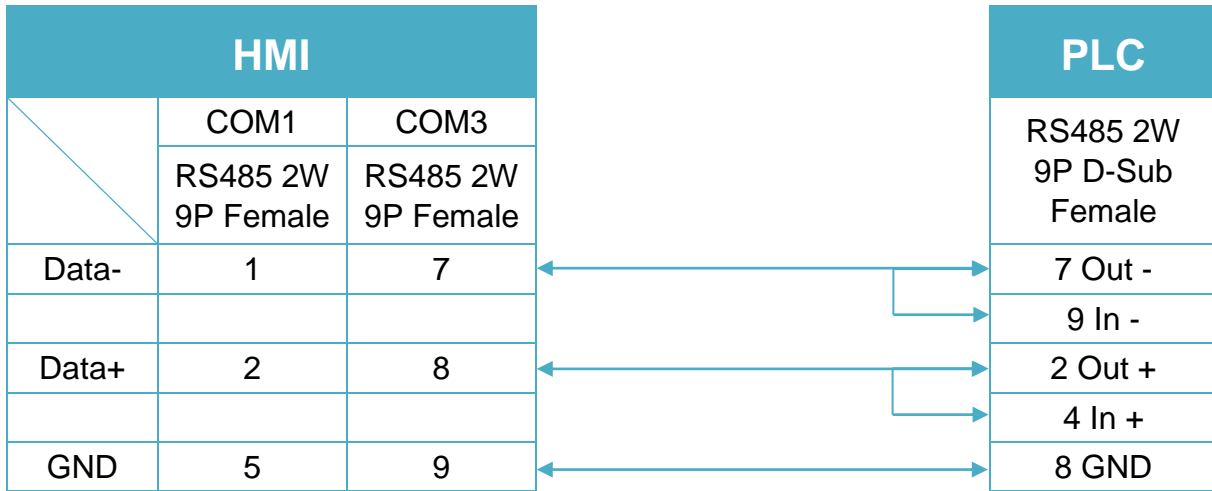 HMI PLC
COM1 COM3
RS485 2W RS485 2W RS485 2W
9P Female 9P Female 9P D-Sub
Female
Data- 1 7 7 Out -
9 In -
Data+ 2 8 2 Out +
4 In +
GND 5 9 8 GND